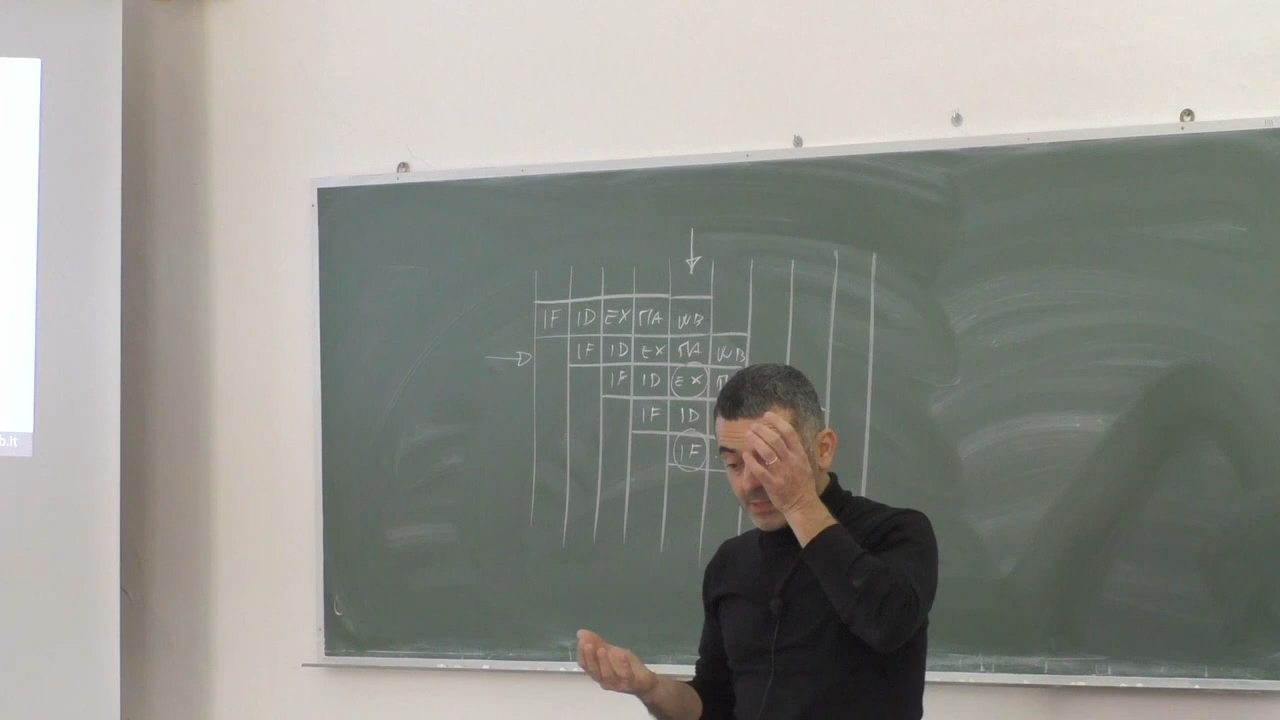 IF ID EX MA WB
IF ID EX MA WB
IF ID EX
IF ID
IF
b.it